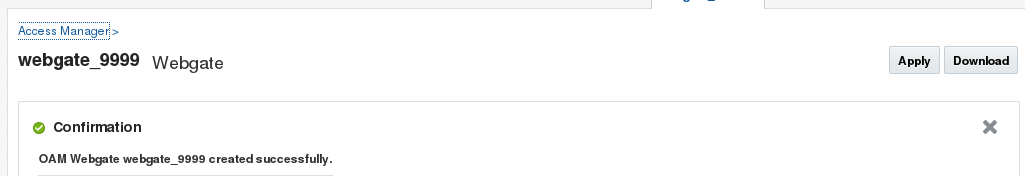 Access Manager >
webgate_9999 Webgate
Apply Download
Confirmation
OAM Webgate webgate_9999 created successfully.